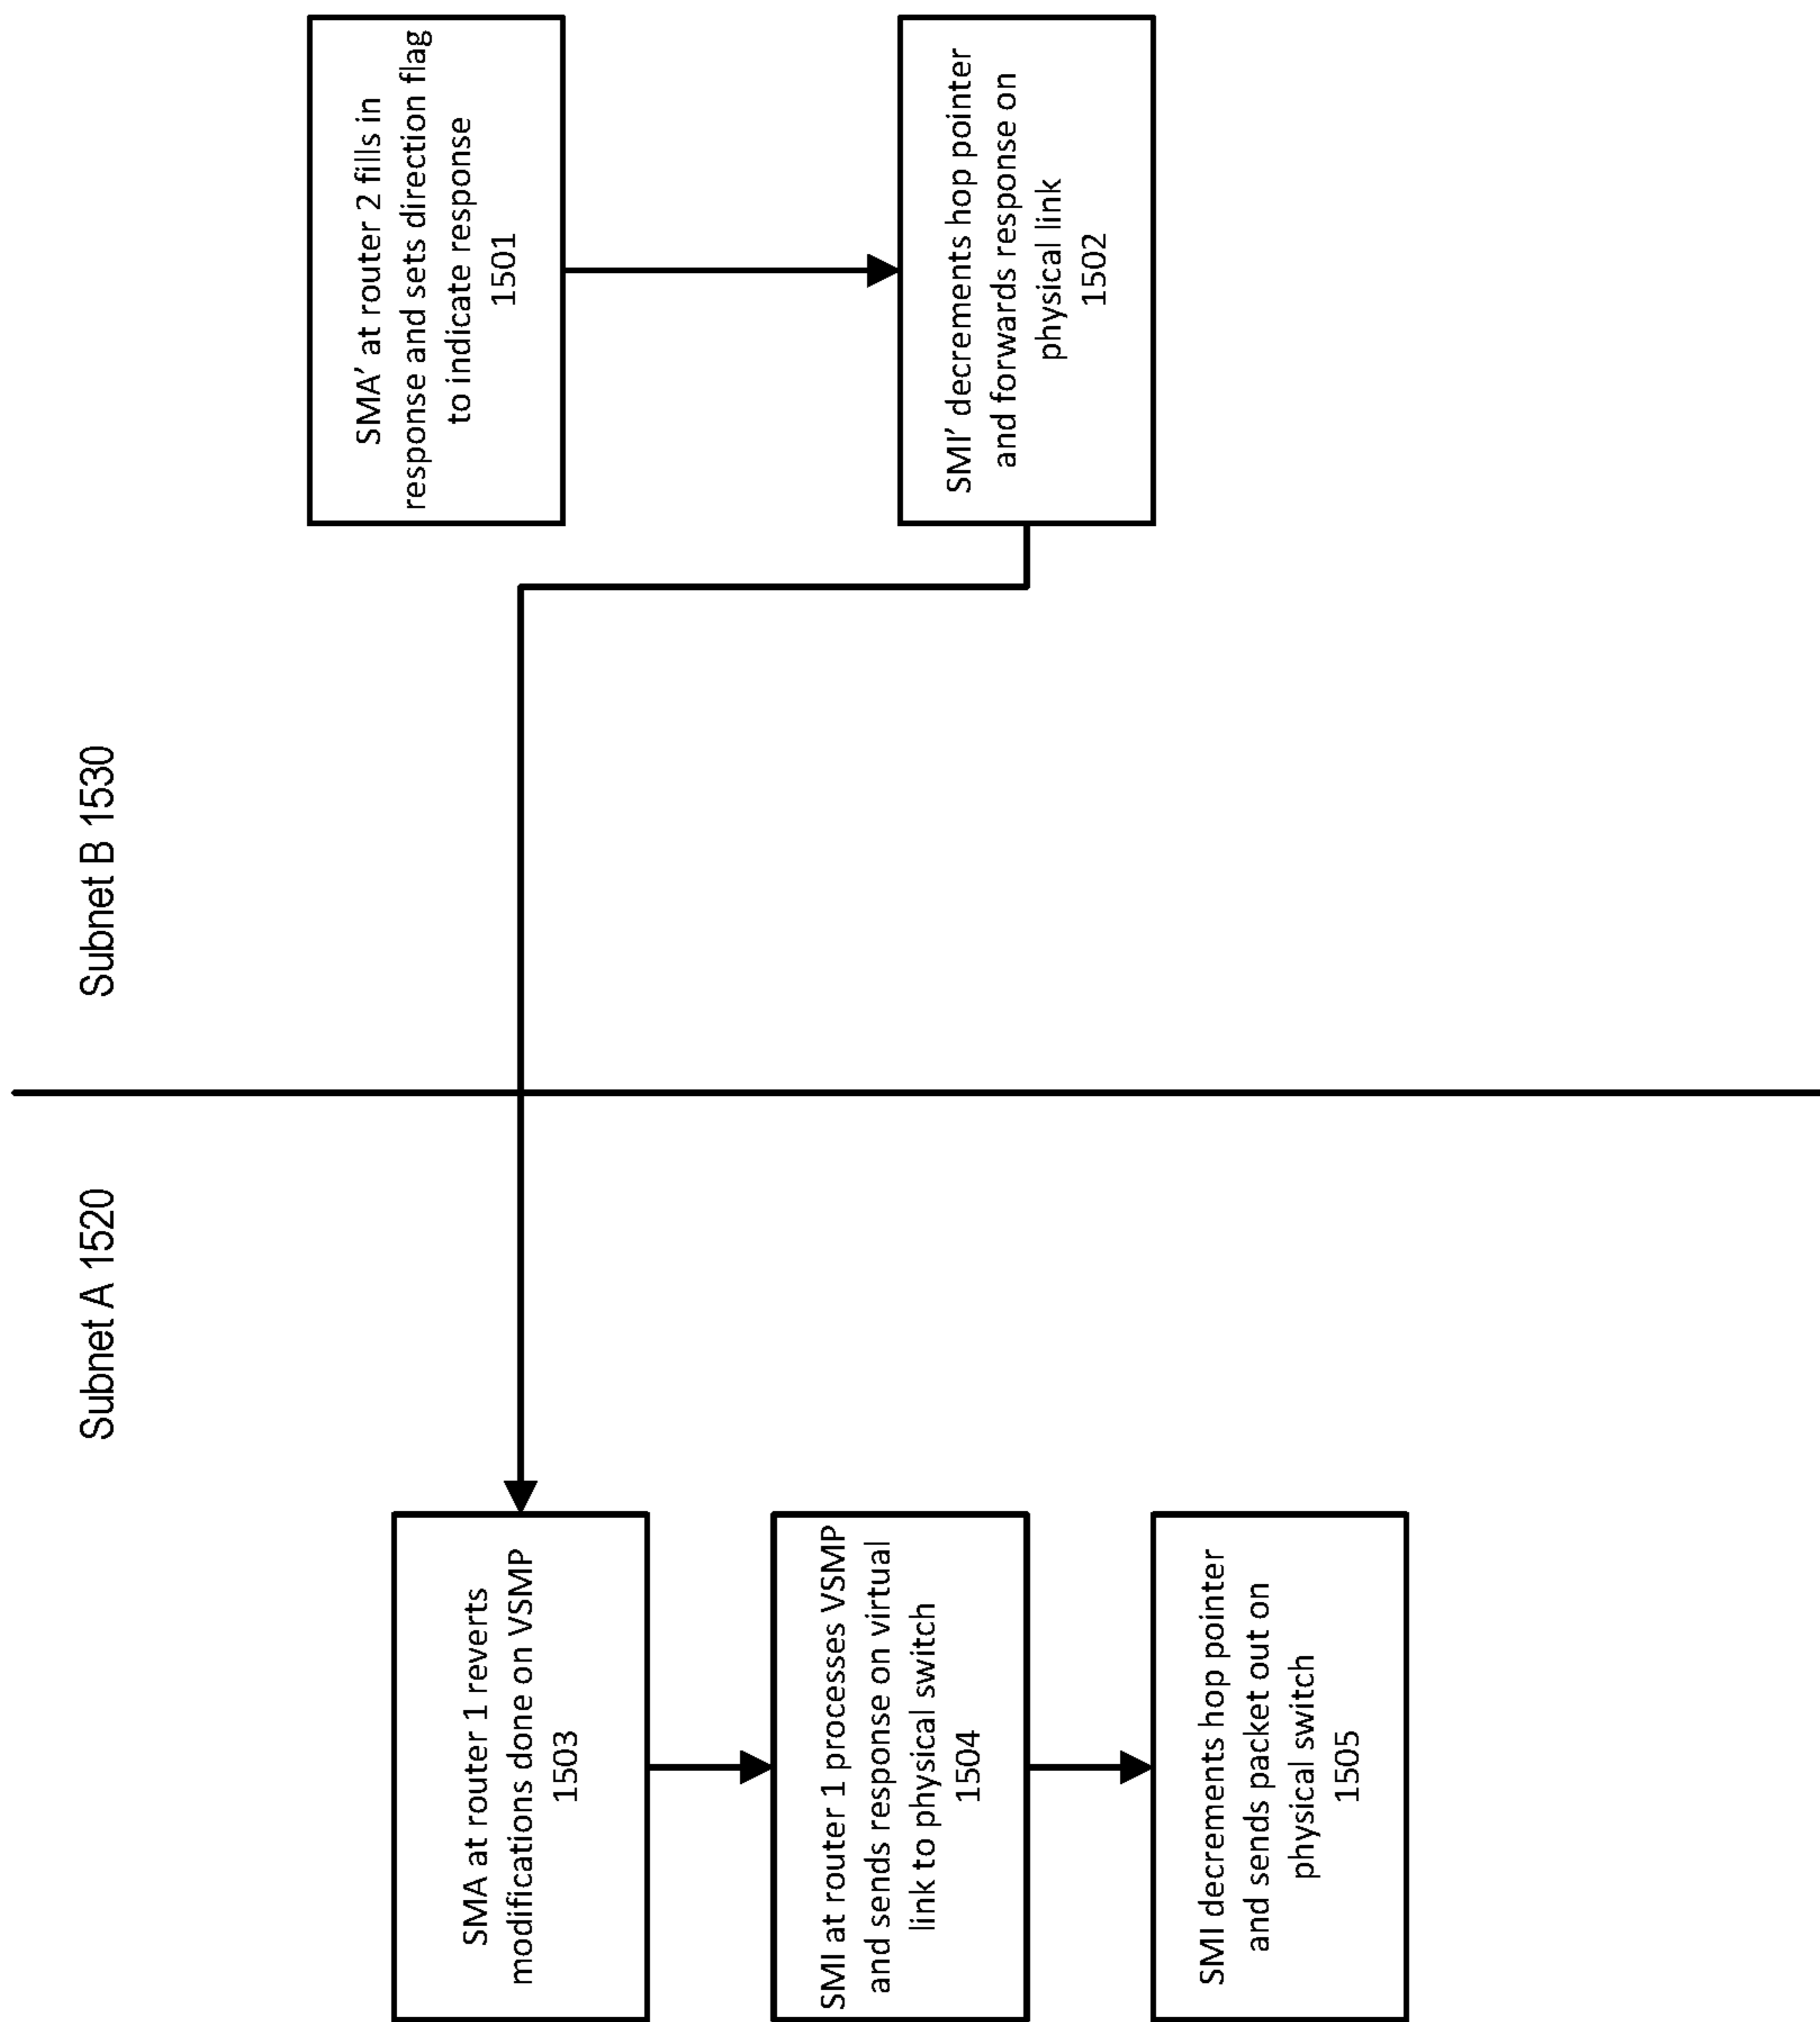 Subnet A 1520
Subnet B 1530
SMA' at router 2 fills in
response and sets direction flag
to indicate response
1501
SMI' decrements hop pointer
and forwards response on
physical link
1502
SMA at router 1 reverts
modifications done on VSMP
1503
SMI at router 1 processes VSMP
and sends response on virtual
link to physical switch
1504
SMI decrements hop pointer
and sends packet out on
physical switch
1505